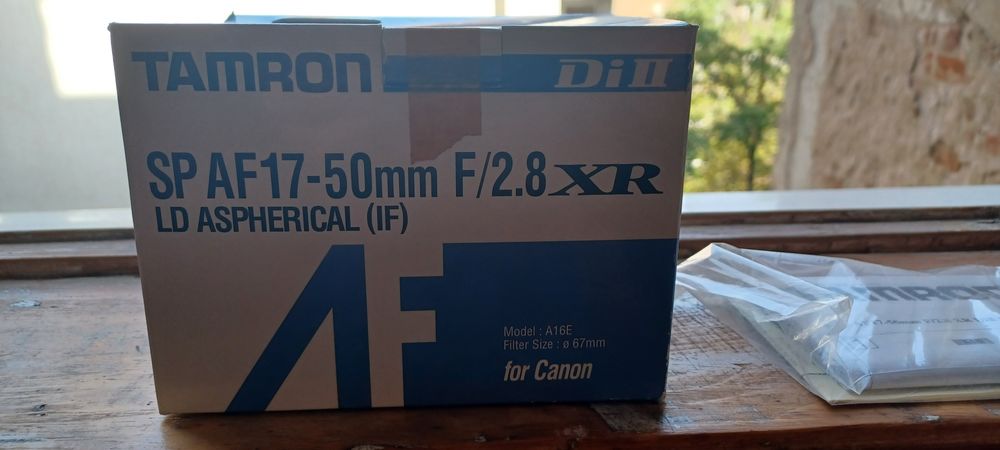 TAMRON
Di II
SP AF17-50mm F/2.8 XR
LD ASPHERICAL (IF)
AF
Model : A16E
Filter Size : ø 67mm
for Canon
TAMRON